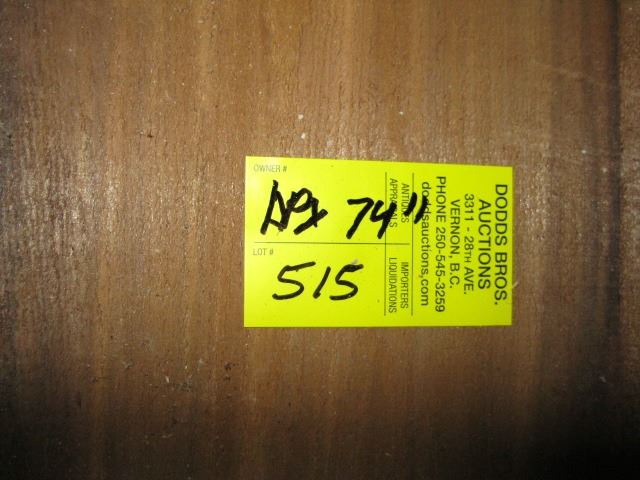 DODDS BROS.
AUCTIONS
3311 - 28TH AVE.
VERNON, B.C.
PHONE 250-545-3259
doddsauctions.com
ANTIQUES IMPORTERS
APPRAISALS LIQUIDATIONS
OWNER #
74"
LOT #
515